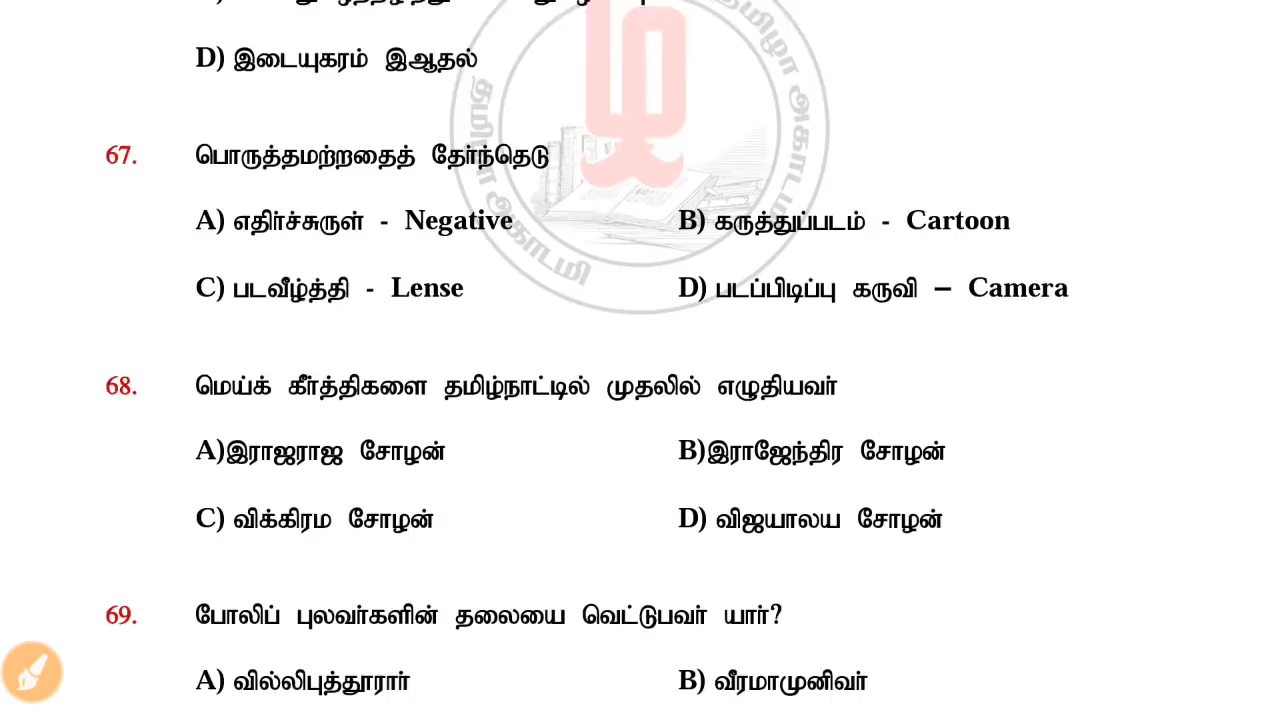 D) இடையுகரம் இஆதல்
67. பொருத்தமற்றதைத் தேர்ந்தெடு
A) எதிர்ச்சுருள் - Negative B) கருத்துப்படம் - Cartoon
C) படவீழ்த்தி - Lense D) படப்பிடிப்பு கருவி – Camera
68. மெய்க் கீர்த்திகளை தமிழ்நாட்டில் முதலில் எழுதியவர்
A)இராஜராஜ சோழன் B)இராஜேந்திர சோழன்
C) விக்கிரம சோழன் D) விஜயாலய சோழன்
69. போலிப் புலவர்களின் தலையை வெட்டுபவர் யார்?
A) வில்லிபுத்தூரார் B) வீரமாமுனிவர்